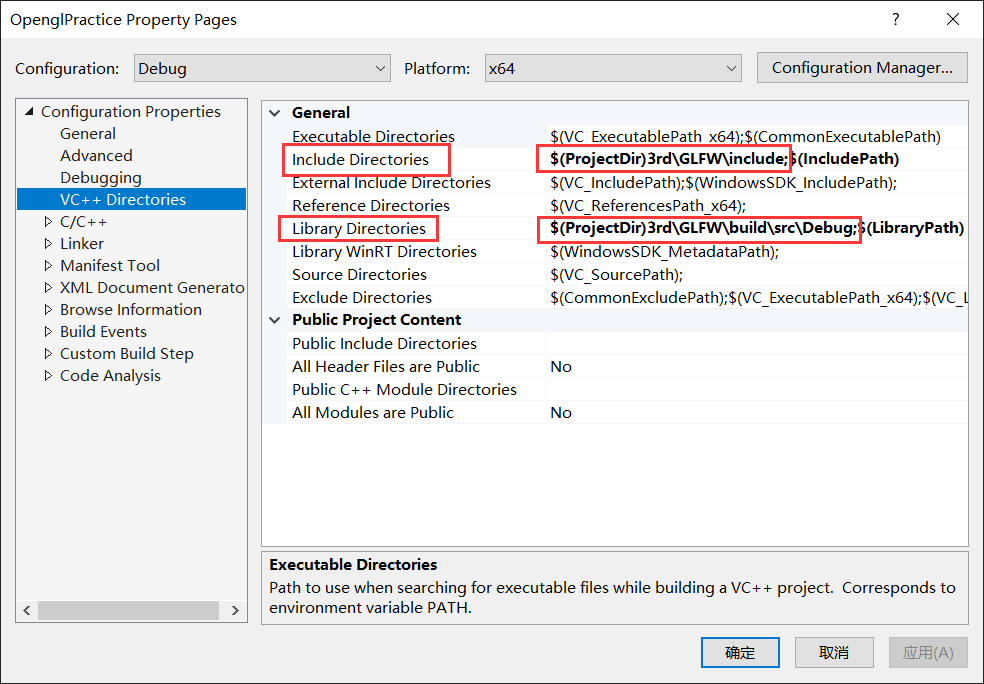 OpenglPractice Property Pages
?
Configuration: Debug Platform: x64 Configuration Manager...
Configuration Properties
General
Advanced
Debugging
VC++ Directories
C/C++
Linker
Manifest Tool
XML Document Generato
Browse Information
Build Events
Custom Build Step
Code Analysis
General
Executable Directories $(VC_ExecutablePath_x64);$(CommonExecutablePath)
Include Directories $(ProjectDir)3rd\GLFW\include;$(IncludePath)
External Include Directories $(VC_IncludePath);$(WindowsSDK_IncludePath);
Reference Directories $(VC_ReferencesPath_x64);
Library Directories $(ProjectDir)3rd\GLFW\build\src\Debug;$(LibraryPath)
Library WinRT Directories $(WindowsSDK_MetadataPath);
Source Directories $(VC_SourcePath);
Exclude Directories $(CommonExcludePath);$(VC_ExecutablePath_x64);$(VC_L
Public Project Content
Public Include Directories
All Header Files are Public No
Public C++ Module Directories
All Modules are Public No
Executable Directories
Path to use when searching for executable files while building a VC++ project. Corresponds to
environment variable PATH.
确定 取消 应用(A)